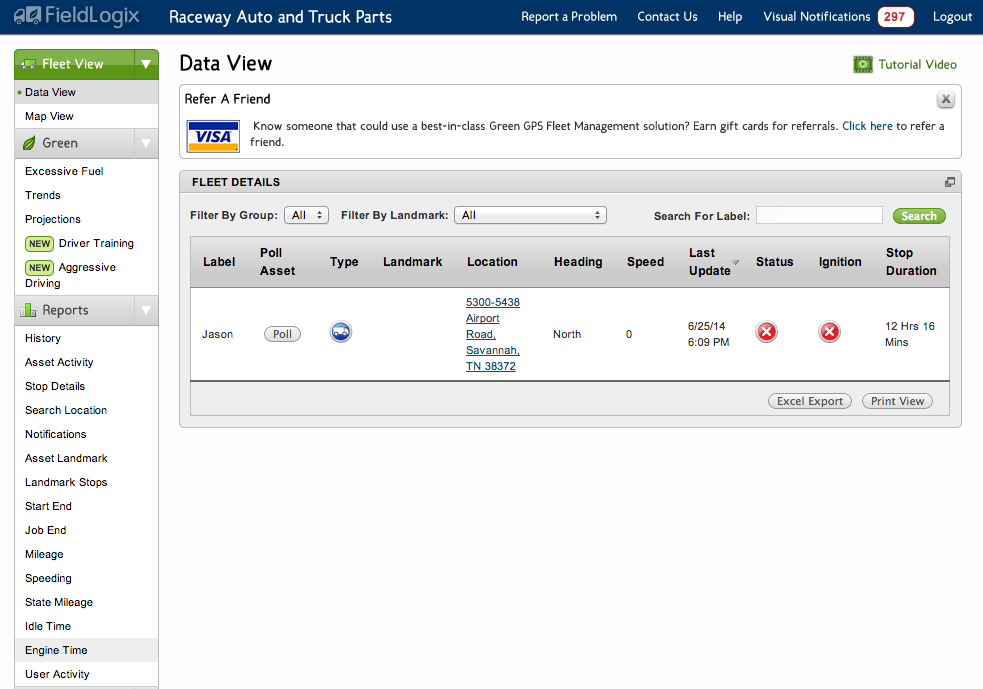 FieldLogix
Raceway Auto and Truck Parts
Report a Problem
Contact Us
Help
Visual Notifications 297
Logout
Fleet View
Data View
Map View
Green
Excessive Fuel
Trends
Projections
NEW Driver Training
NEW Aggressive
Driving
Reports
History
Asset Activity
Stop Details
Search Location
Notifications
Asset Landmark
Landmark Stops
Start End
Job End
Mileage
Speeding
State Mileage
Idle Time
Engine Time
User Activity
Data View
Tutorial Video
Refer A Friend
X
VISA
Know someone that could use a best-in-class Green GPS Fleet Management solution? Earn gift cards for referrals. Click here to refer a
friend.
FLEET DETAILS
Filter By Group: All
Filter By Landmark: All
Search For Label:
Search
Label
Poll
Asset
Type
Landmark
Location
Heading
Speed
Last
Update
Status
Ignition
Stop
Duration
Jason
Poll
5300-5438
Airport
Road,
Savannah,
TN 38372
North
0
6/25/14
6:09 PM
12 Hrs 16
Mins
Excel Export
Print View